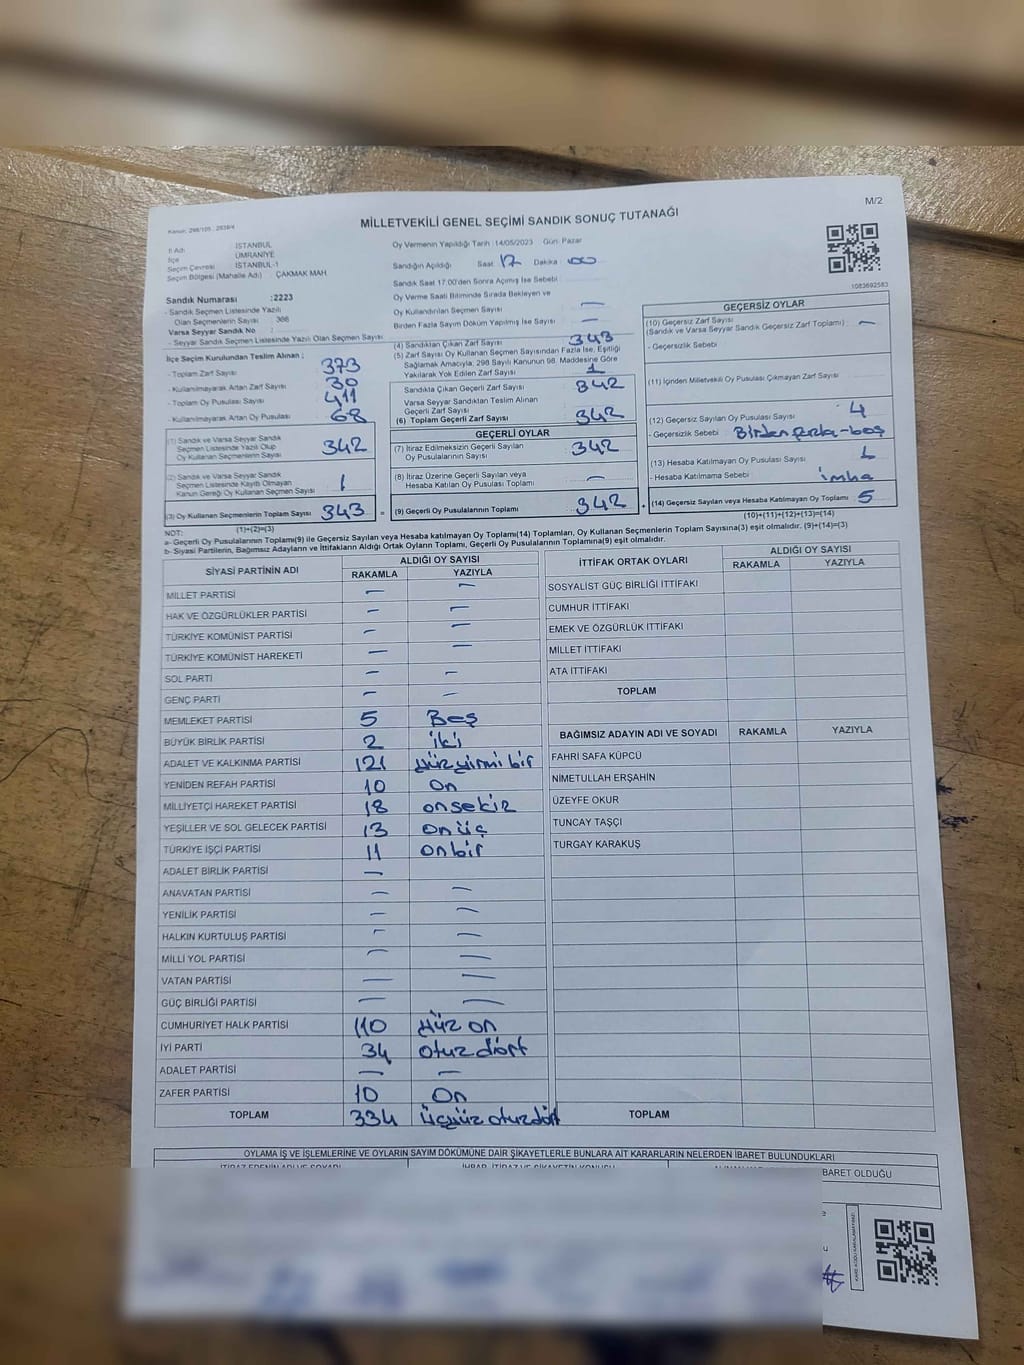 M/2
Kanun: 298/105, 2839/4
MİLLETVEKİLİ GENEL SEÇİMİ SANDIK SONUÇ TUTANAĞI
İl Adı İSTANBUL
İlçe ÜMRANİYE
Seçim Çevresi İSTANBUL-1
Seçim Bölgesi (Mahalle Adı) ÇAKMAK MAH
Sandık Numarası :2223
- Sandık Seçmen Listesinde Yazılı
Olan Seçmenlerin Sayısı : 366
Varsa Seyyar Sandık No :
- Seyyar Sandık Seçmen Listesinde Yazılı Olan Seçmen Sayısı
İlçe Seçim Kurulundan Teslim Alınan ;
- Toplam Zarf Sayısı 373
- Kullanılmayarak Artan Zarf Sayısı 30
- Toplam Oy Pusulası Sayısı 411
- Kullanılmayarak Artan Oy Pusulası 68
(1) Sandık ve Varsa Seyyar Sandık
Seçmen Listesinde Yazılı Olup
Oy Kullanan Seçmenlerin Sayısı 342
(2) Sandık ve Varsa Seyyar Sandık
Seçmen Listesinde Kaydı Olmayan
Kanun Gereği Oy Kullanan Seçmen Sayısı 1
(3) Oy Kullanan Seçmenlerin Toplam Sayısı 343 =
(1)+(2)=(3)
Oy Vermenin Yapıldığı Tarih :14/05/2023 Gün: Pazar
Sandığın Açıldığı Saat 17 Dakika 00
Sandık Saat 17.00'den Sonra Açılmış İse Sebebi
Oy Verme Saati Bitiminde Sırada Bekleyen ve
Oy Kullandırılan Seçmen Sayısı —
Birden Fazla Sayım Döküm Yapılmış İse Sayısı —
(4) Sandıktan Çıkan Zarf Sayısı 343
(5) Zarf Sayısı Oy Kullanan Seçmen Sayısından Fazla İse, Eşitliği
Sağlamak Amacıyla; 298 Sayılı Kanunun 98. Maddesine Göre
Yakılarak Yok Edilen Zarf Sayısı 1
Sandıkta Çıkan Geçerli Zarf Sayısı 342
Varsa Seyyar Sandıktan Teslim Alınan
Geçerli Zarf Sayısı
(6) Toplam Geçerli Zarf Sayısı 342
GEÇERLİ OYLAR
(7) İtiraz Edilmeksizin Geçerli Sayılan
Oy Pusulalarının Sayısı 342
(8) İtiraz Üzerine Geçerli Sayılan veya
Hesaba Katılan Oy Pusulası Toplamı —
(9) Geçerli Oy Pusulalarının Toplamı 342 +
1083692583
GEÇERSİZ OYLAR
(10) Geçersiz Zarf Sayısı
(Sandık ve Varsa Seyyar Sandık Geçersiz Zarf Toplamı) —
- Geçersizlik Sebebi
(11) İçinden Milletvekili Oy Pusulası Çıkmayan Zarf Sayısı
(12) Geçersiz Sayılan Oy Pusulası Sayısı 4
- Geçersizlik Sebebi Birden fazla-boş
(13) Hesaba Katılmayan Oy Pusulası Sayısı 1
- Hesaba Katılmama Sebebi imha
(14) Geçersiz Sayılan veya Hesaba Katılmayan Oy Toplamı 5
(10)+(11)+(12)+(13)=(14)
NOT:
a- Geçerli Oy Pusulalarının Toplamı(9) ile Geçersiz Sayılan veya Hesaba katılmayan Oy Toplamı(14) Toplamları, Oy Kullanan Seçmenlerin Toplam Sayısına(3) eşit olmalıdır. (9)+(14)=(3)
b- Siyasi Partilerin, Bağımsız Adayların ve İttifakların Aldığı Ortak Oyların Toplamı, Geçerli Oy Pusulalarının Toplamına(9) eşit olmalıdır.
SİYASİ PARTİNİN ADI ALDIĞI OY SAYISI
RAKAMLA YAZIYLA
MİLLET PARTİSİ — —
HAK VE ÖZGÜRLÜKLER PARTİSİ — —
TÜRKİYE KOMÜNİST PARTİSİ — —
TÜRKİYE KOMÜNİST HAREKETİ — —
SOL PARTİ — —
GENÇ PARTİ — —
MEMLEKET PARTİSİ 5 Beş
BÜYÜK BİRLİK PARTİSİ 2 iki
ADALET VE KALKINMA PARTİSİ 121 yüzyirmi bir
YENİDEN REFAH PARTİSİ 10 On
MİLLİYETÇİ HAREKET PARTİSİ 18 onsekiz
YEŞİLLER VE SOL GELECEK PARTİSİ 13 onüç
TÜRKİYE İŞÇİ PARTİSİ 11 onbir
ADALET BİRLİK PARTİSİ —
ANAVATAN PARTİSİ — —
YENİLİK PARTİSİ — —
HALKIN KURTULUŞ PARTİSİ — —
MİLLİ YOL PARTİSİ — —
VATAN PARTİSİ — —
GÜÇ BİRLİĞİ PARTİSİ — —
CUMHURİYET HALK PARTİSİ 110 yüz on
İYİ PARTİ 34 otuz dört
ADALET PARTİSİ — —
ZAFER PARTİSİ 10 On
TOPLAM 334 üçyüz otuzdört
İTTİFAK ORTAK OYLARI ALDIĞI OY SAYISI
RAKAMLA YAZIYLA
SOSYALİST GÜÇ BİRLİĞİ İTTİFAKI
CUMHUR İTTİFAKI
EMEK VE ÖZGÜRLÜK İTTİFAKI
MİLLET İTTİFAKI
ATA İTTİFAKI
TOPLAM
BAĞIMSIZ ADAYIN ADI VE SOYADI RAKAMLA YAZIYLA
FAHRİ SAFA KÜPCÜ
NİMETULLAH ERŞAHİN
ÜZEYFE OKUR
TUNCAY TAŞÇI
TURGAY KARAKUŞ
TOPLAM
OYLAMA İŞ VE İŞLEMLERİNE VE OYLARIN SAYIM DÖKÜMÜNE DAİR ŞİKAYETLERLE BUNLARA AİT KARARLARIN NELERDEN İBARET BULUNDUKLARI
İTİRAZ EDENİN ADI VE SOYADI İHBAR, İTİRAZ VE ŞİKAYETİN KONUSU BARET OLDUĞU